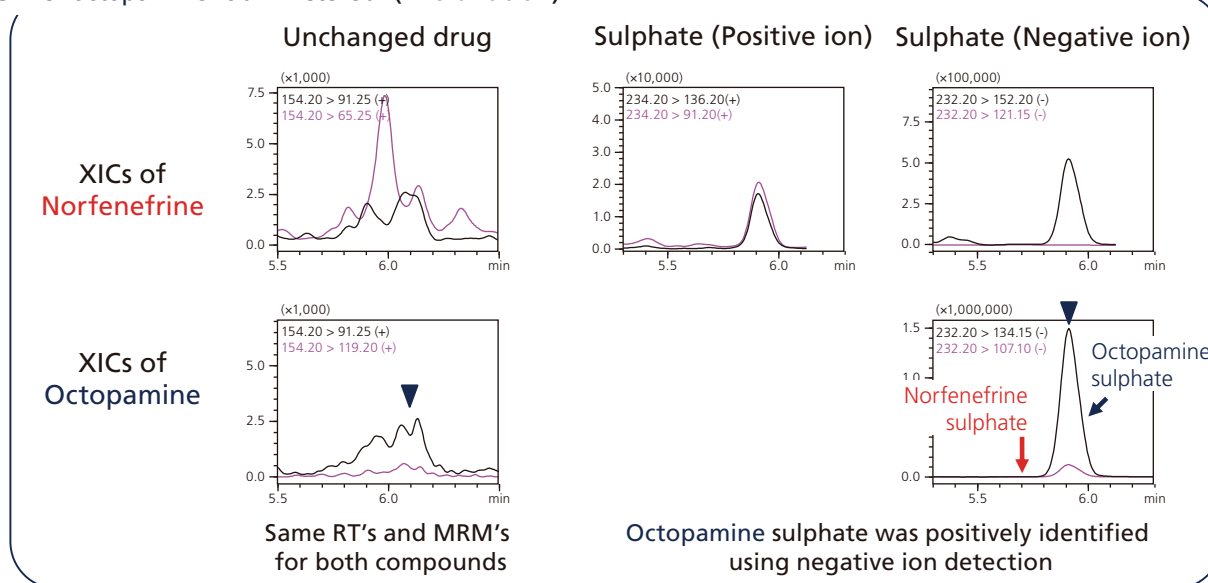 Unchanged drug
Sulphate (Positive ion)
Sulphate (Negative ion)
XICs of
Norfenefrine
(×1,000)
154.20 > 91.25 (+)
154.20 > 65.25 (+)
7.5
5.0
2.5
0.0
5.5
6.0
min
(×10,000)
234.20 > 136.20(+)
234.20 > 91.20(+)
5.0
4.0
3.0
2.0
1.0
0.0
5.5
6.0
min
(×100,000)
232.20 > 152.20 (-)
232.20 > 121.15 (-)
7.5
5.0
2.5
0.0
5.5
6.0
min
XICs of
Octopamine
(×1,000)
154.20 > 91.25 (+)
154.20 > 119.20 (+)
5.0
2.5
0.0
5.5
6.0
min
(×1,000,000)
232.20 > 134.15 (-)
232.20 > 107.10 (-)
1.5
1.0
0.0
5.5
6.0
min
Norfenefrine
sulphate
Octopamine
sulphate
Same RT's and MRM's
for both compounds
Octopamine sulphate was positively identified
using negative ion detection